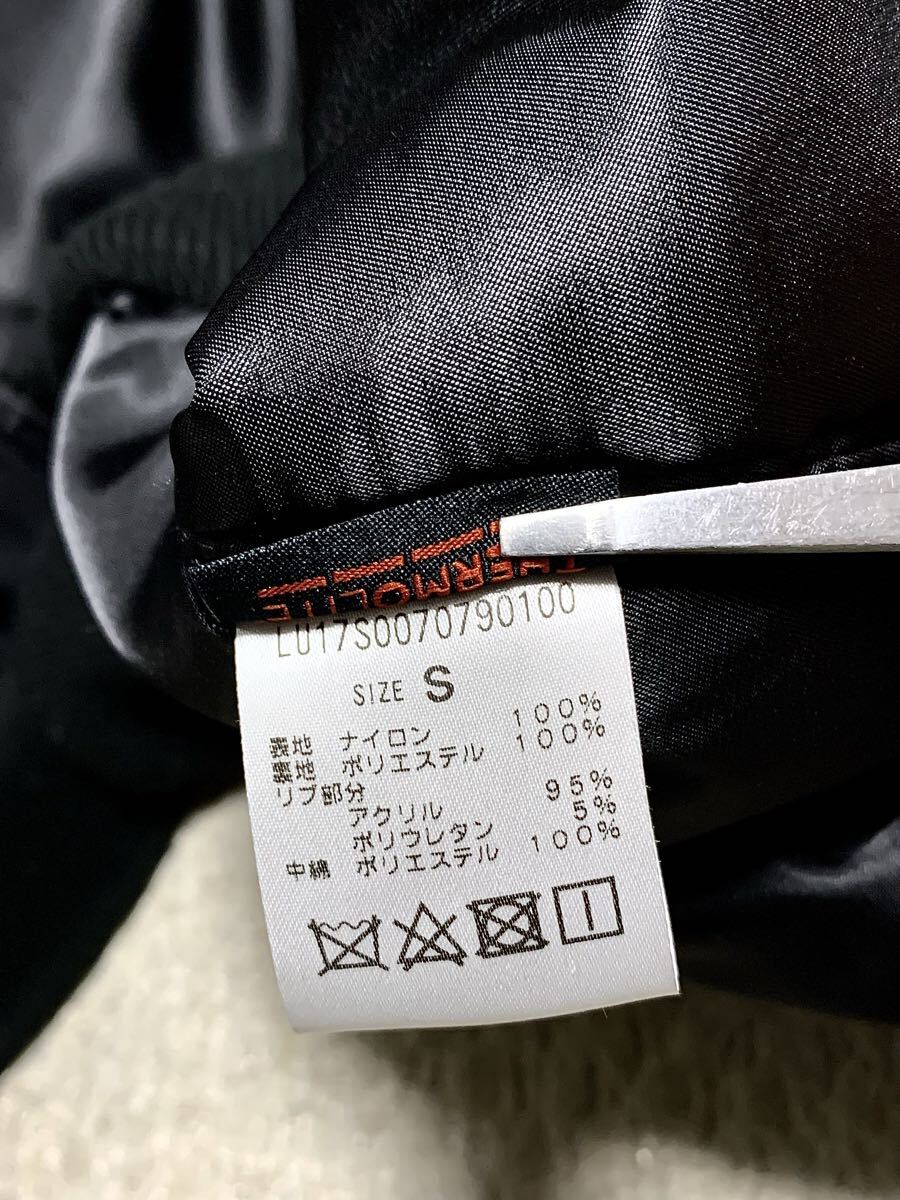 THERMOLITE
LU17S0070790100
SIZE S
表地 ナイロン 100%
裏地 ポリエステル 100%
リブ部分
アクリル 95%
ポリウレタン 5%
中綿 ポリエステル 100%